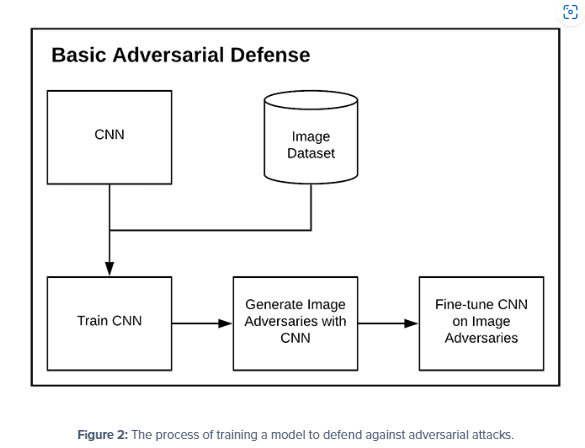 Basic Adversarial Defense
CNN
Image
Dataset
Train CNN
Generate Image
Adversaries with
CNN
Fine-tune CNN
on Image
Adversaries
Figure 2: The process of training a model to defend against adversarial attacks.